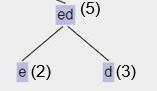 ed (5)
e (2) d (3)